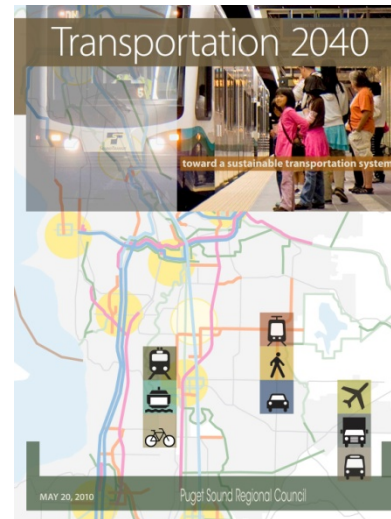 Transportation 2040
toward a sustainable transportation system
MAY 20, 2010
Puget Sound Regional Council